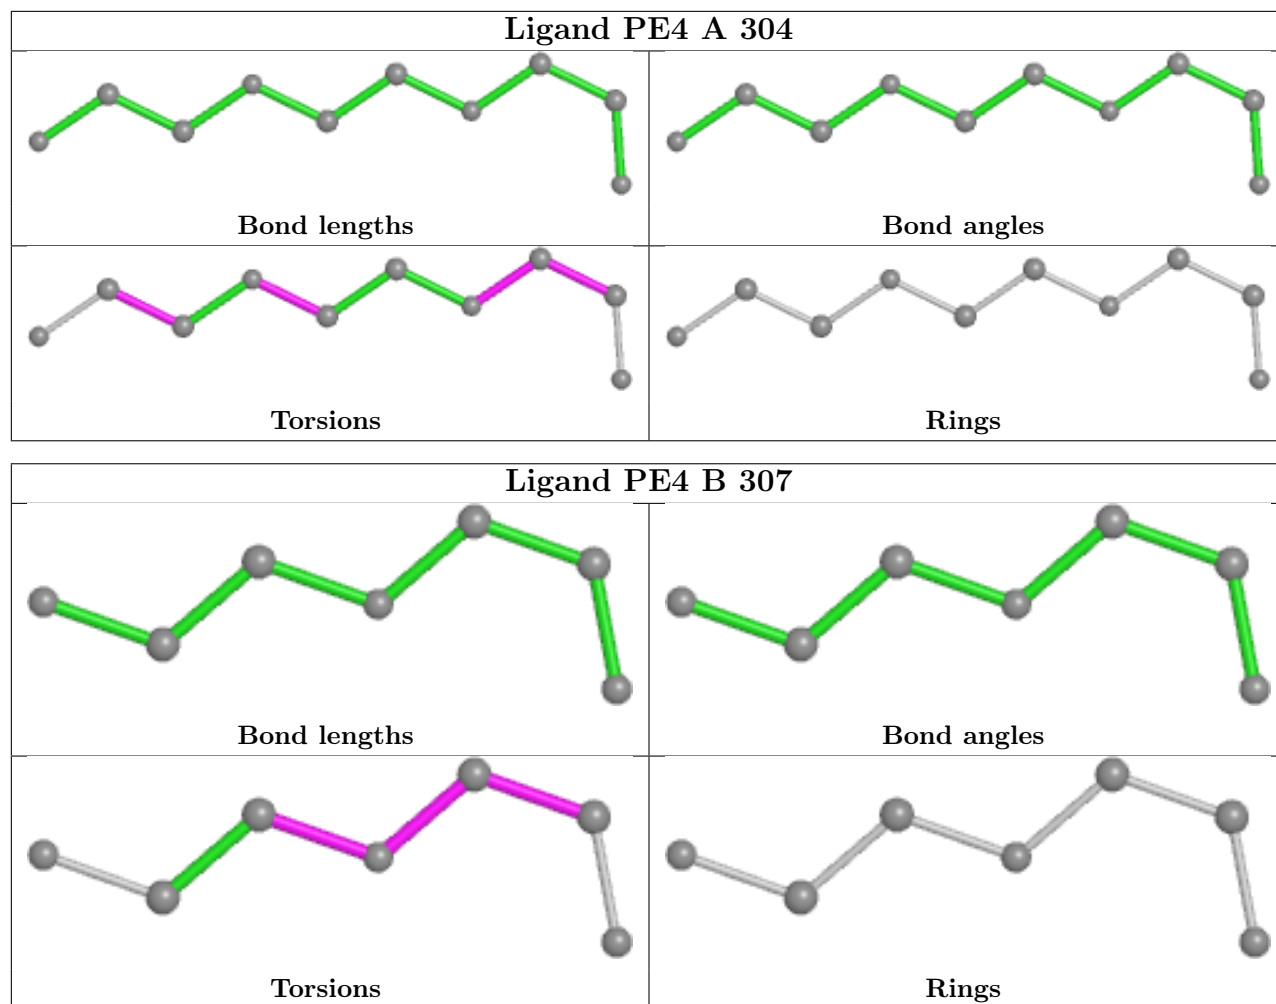 Ligand PE4 A 304
Bond lengths
Bond angles
Torsions
Rings
Ligand PE4 B 307
Bond lengths
Bond angles
Torsions
Rings